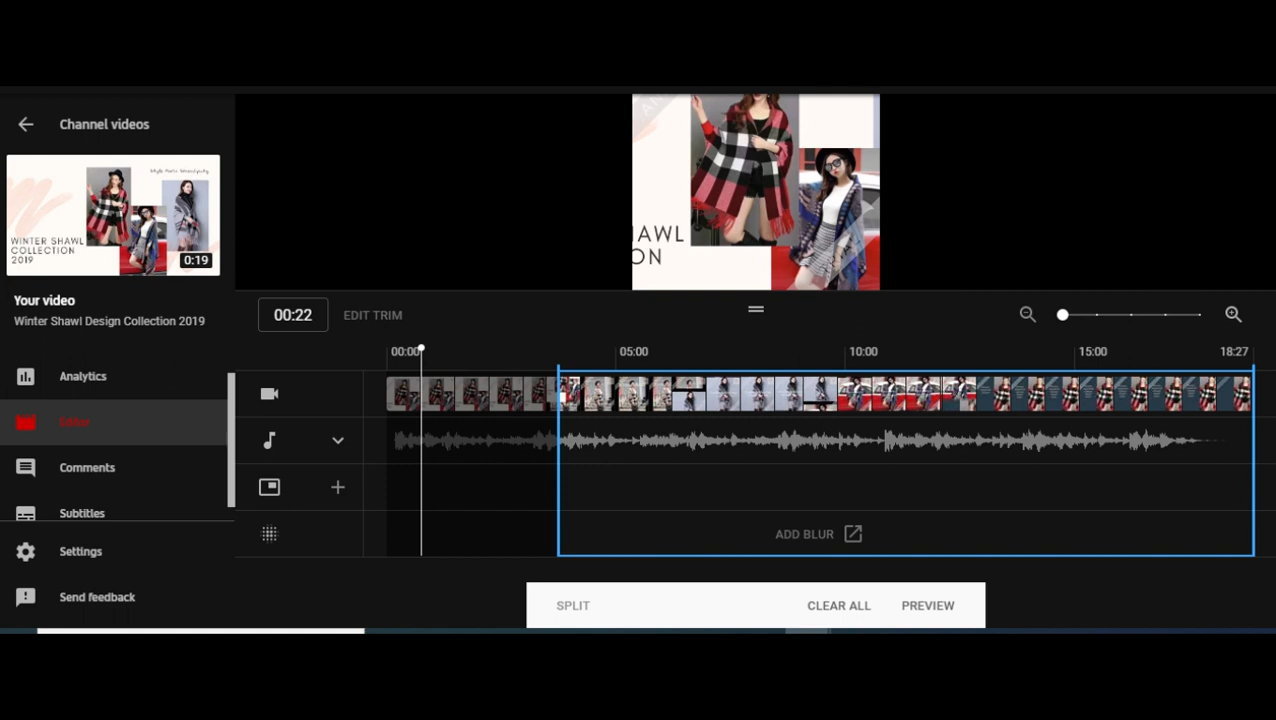 Channel videos
WINTER SHAWL
COLLECTION
2019
0:19
Your video
Winter Shawl Design Collection 2019
Analytics
Editor
Comments
Subtitles
Settings
Send feedback
AN
AWL
ON
00:22
EDIT TRIM
00:00
05:00
10:00
15:00
18:27
ADD BLUR
SPLIT
CLEAR ALL
PREVIEW